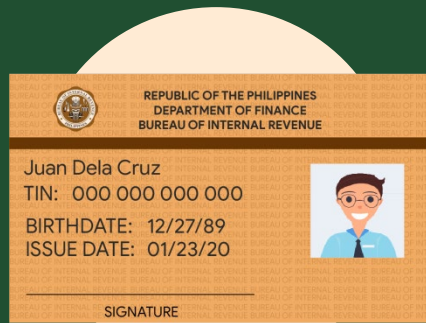 REPUBLIC OF THE PHILIPPINES
DEPARTMENT OF FINANCE
BUREAU OF INTERNAL REVENUE
Juan Dela Cruz
TIN: 000 000 000 000
BIRTHDATE: 12/27/89
ISSUE DATE: 01/23/20
SIGNATURE